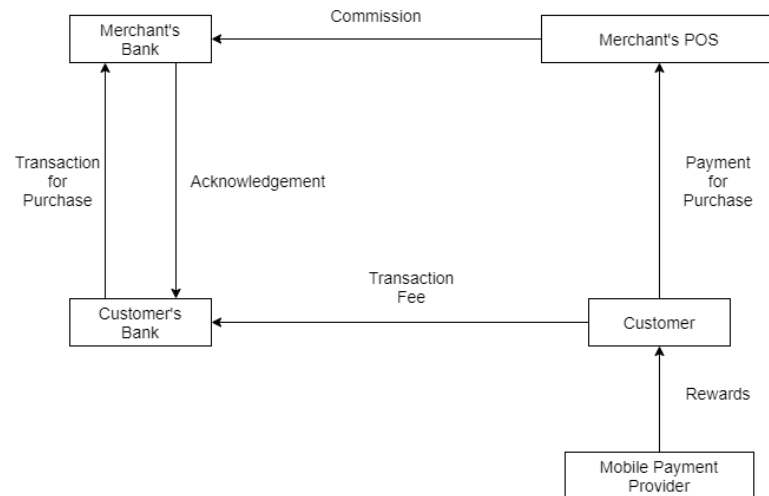 Commission
Merchant's
Bank
Merchant's POS
Transaction
for
Purchase
Acknowledgement
Payment
for
Purchase
Transaction
Fee
Customer's
Bank
Customer
Rewards
Mobile Payment
Provider